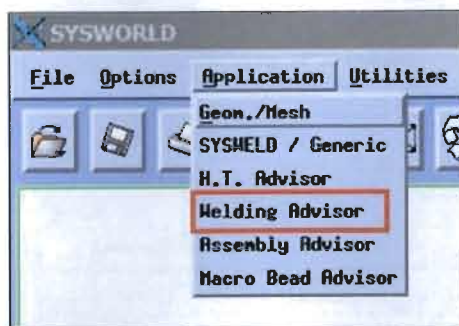 SYSWORLD
File Options Application Utilities
Geom./Mesh
SYSWELD / Generic
H.T. Advisor
Welding Advisor
Assembly Advisor
Macro Bead Advisor